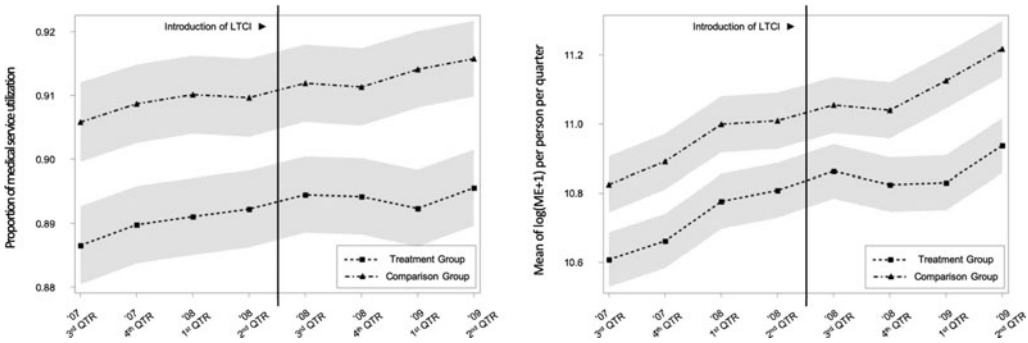 Proportion of medical service utilization
0.92
0.91
0.90
0.89
0.88
Introduction of LTCI ►
Treatment Group
Comparison Group
'07
3rd QTR
'07
4th QTR
'08
1st QTR
'08
2nd QTR
'08
3rd QTR
'08
4th QTR
'09
1st QTR
'09
2nd QTR
Mean of log(ME+1) per person per quarter
11.2
11.0
10.8
10.6
Introduction of LTCI ►
Treatment Group
Comparison Group
'07
3rd QTR
'07
4th QTR
'08
1st QTR
'08
2nd QTR
'08
3rd QTR
'08
4th QTR
'09
1st QTR
'09
2nd QTR